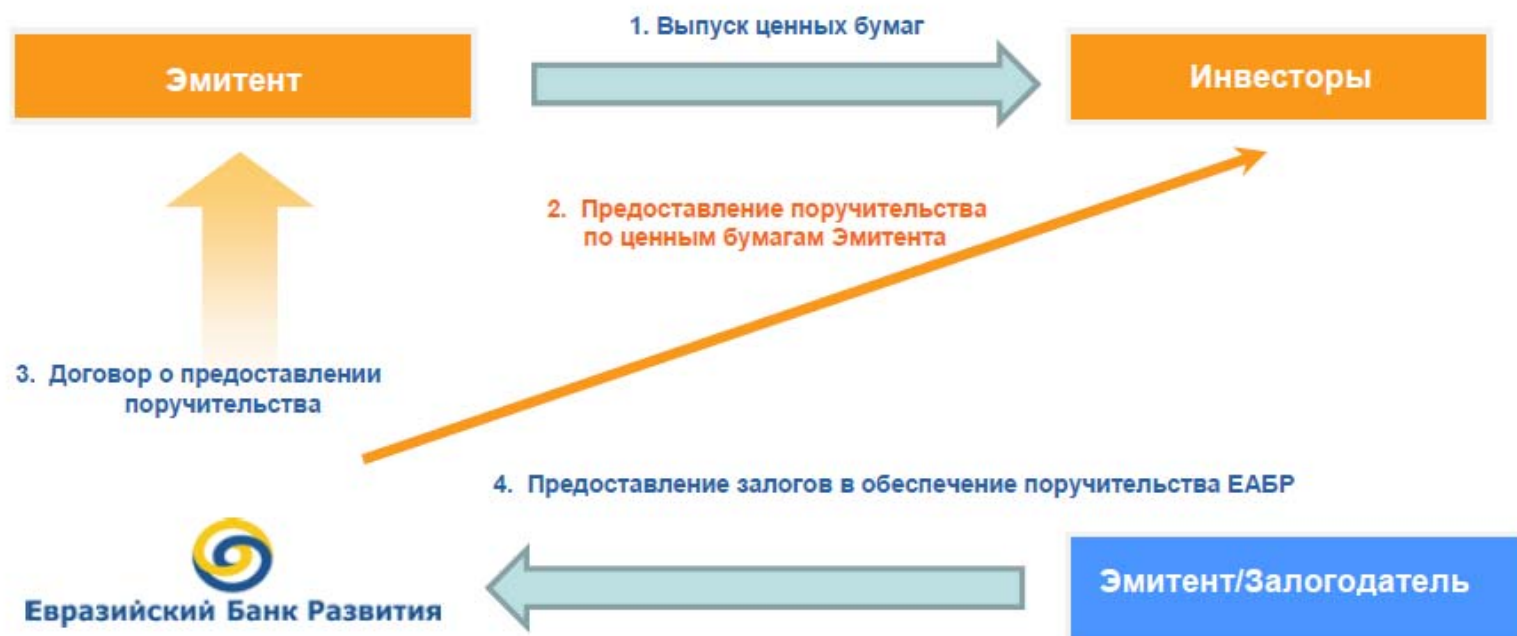 1. Выпуск ценных бумаг
Эмитент
Инвесторы
2. Предоставление поручительства
по ценным бумагам Эмитента
3. Договор о предоставлении
поручительства
4. Предоставление залогов в обеспечение поручительства ЕАБР
Евразийский Банк Развития
Эмитент/Залогодатель